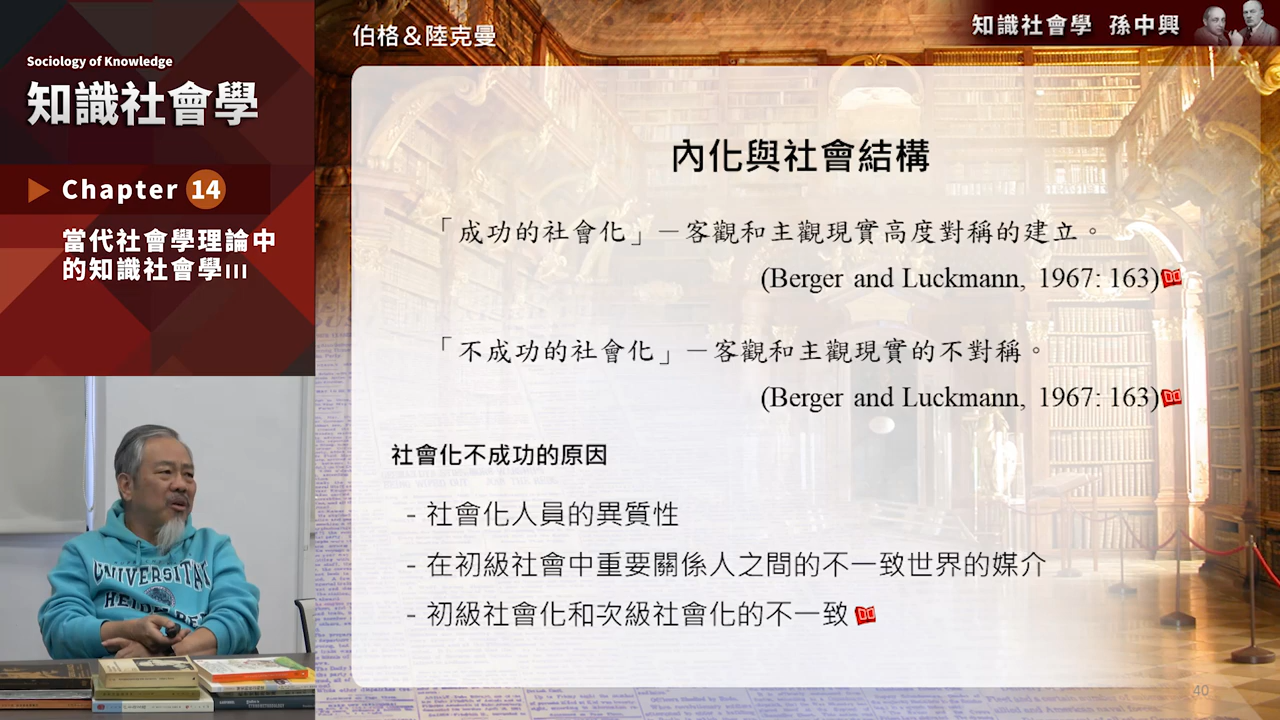 Sociology of Knowledge
知識社會學
Chapter 14
當代社會學理論中
的知識社會學III
伯格＆陸克曼
知識社會學 孫中興
內化與社會結構
「成功的社會化」－客觀和主觀現實高度對稱的建立。
(Berger and Luckmann, 1967: 163)
「不成功的社會化」－客觀和主觀現實的不對稱。
(Berger and Luckmann, 1967: 163)
社會化不成功的原因
- 社會化人員的異質性
- 在初級社會中重要關係人之間的不一致世界的媒介
- 初級社會化和次級社會化的不一致
40
UNIVERSITAT